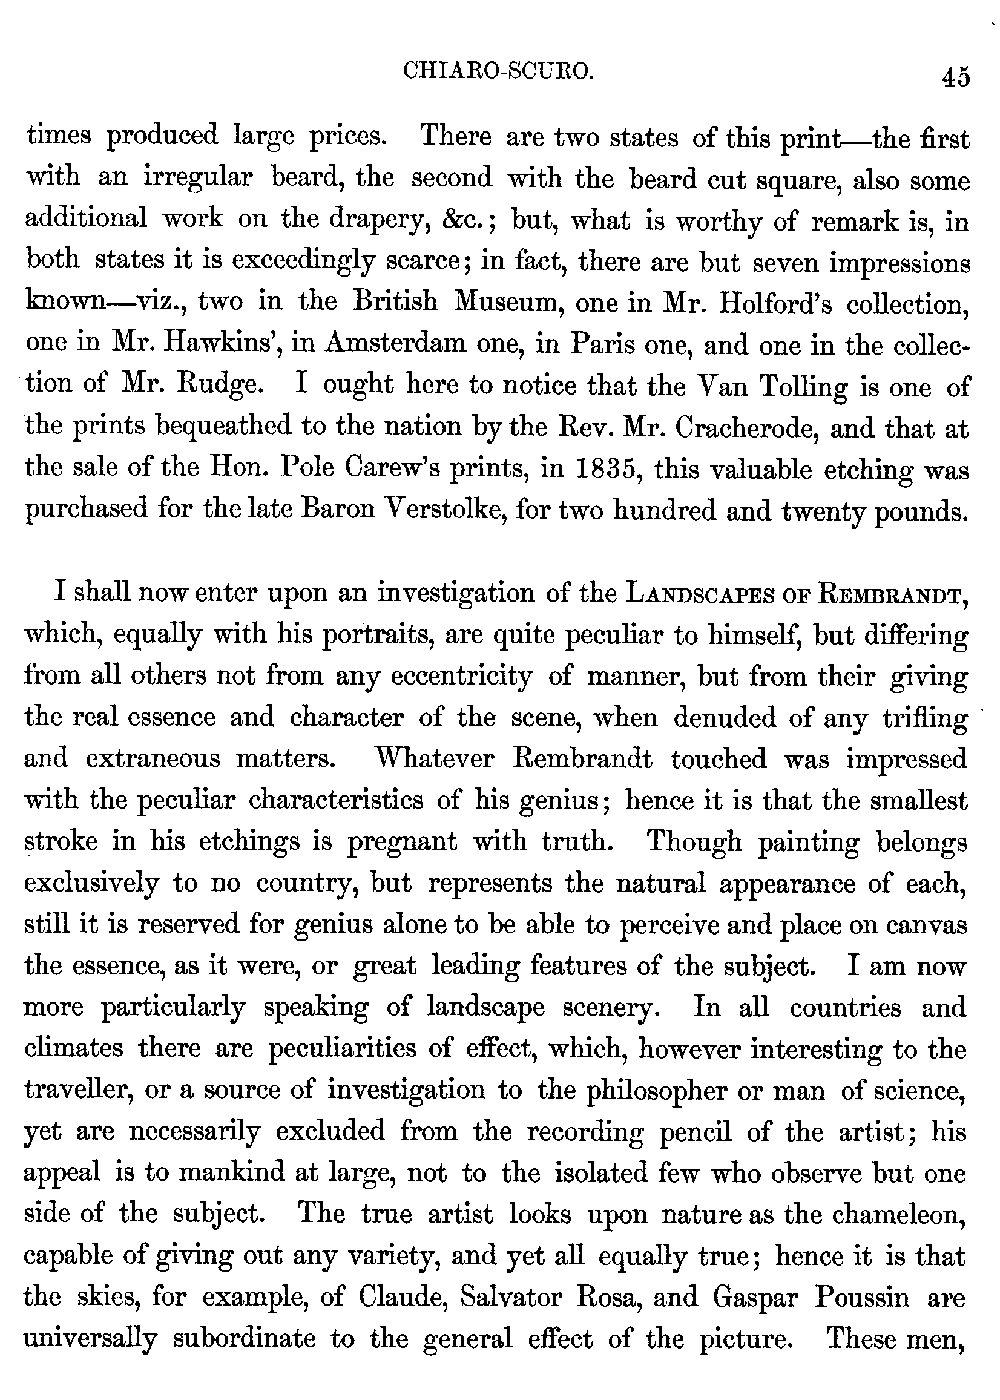 CHIARO-SCURO. 45
times produced large prices. There are two states of this print—the first
with an irregular beard, the second with the beard cut square, also some
additional work on the drapery, &c.; but, what is worthy of remark is, in
both states it is exceedingly scarce; in fact, there are but seven impressions
known—viz., two in the British Museum, one in Mr. Holford's collection,
one in Mr. Hawkins', in Amsterdam one, in Paris one, and one in the collec-
tion of Mr. Rudge. I ought here to notice that the Van Tolling is one of
the prints bequeathed to the nation by the Rev. Mr. Cracherode, and that at
the sale of the Hon. Pole Carew's prints, in 1835, this valuable etching was
purchased for the late Baron Verstolke, for two hundred and twenty pounds.
I shall now enter upon an investigation of the LANDSCAPES OF REMBRANDT,
which, equally with his portraits, are quite peculiar to himself, but differing
from all others not from any eccentricity of manner, but from their giving
the real essence and character of the scene, when denuded of any trifling
and extraneous matters. Whatever Rembrandt touched was impressed
with the peculiar characteristics of his genius; hence it is that the smallest
stroke in his etchings is pregnant with truth. Though painting belongs
exclusively to no country, but represents the natural appearance of each,
still it is reserved for genius alone to be able to perceive and place on canvas
the essence, as it were, or great leading features of the subject. I am now
more particularly speaking of landscape scenery. In all countries and
climates there are peculiarities of effect, which, however interesting to the
traveller, or a source of investigation to the philosopher or man of science,
yet are necessarily excluded from the recording pencil of the artist; his
appeal is to mankind at large, not to the isolated few who observe but one
side of the subject. The true artist looks upon nature as the chameleon,
capable of giving out any variety, and yet all equally true; hence it is that
the skies, for example, of Claude, Salvator Rosa, and Gaspar Poussin are
universally subordinate to the general effect of the picture. These men,